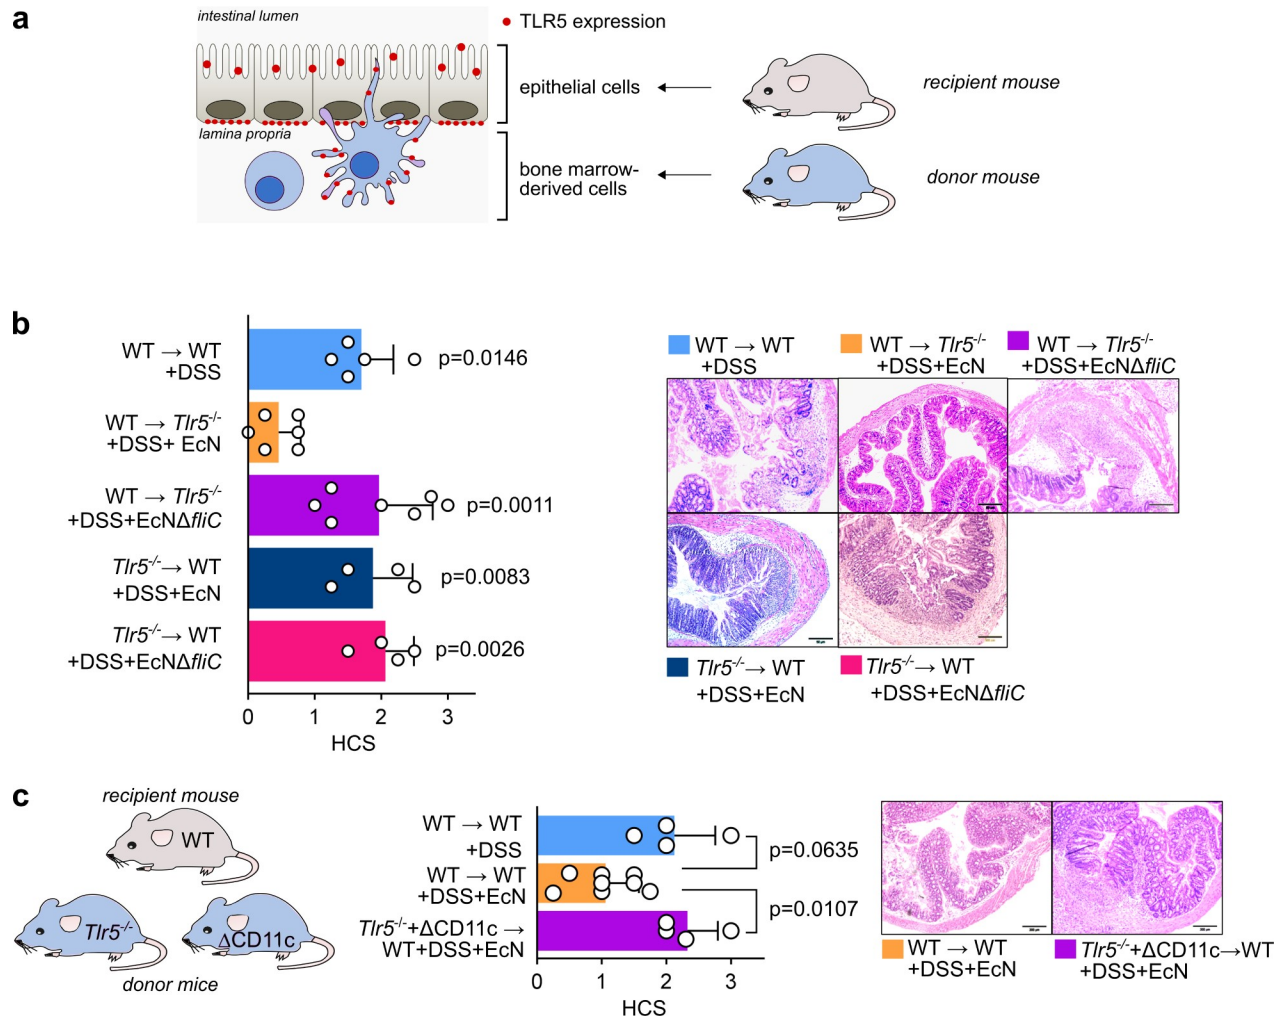 a
intestinal lumen
TLR5 expression
epithelial cells
recipient mouse
lamina propria
bone marrow-
derived cells
donor mouse
b
WT → WT
+DSS
p=0.0146
WT → Tlr5-/-
+DSS+ EcN
WT → Tlr5-/-
+DSS+EcNΔfliC
p=0.0011
Tlr5-/-→ WT
+DSS+EcN
p=0.0083
Tlr5-/-→ WT
+DSS+EcNΔfliC
p=0.0026
0 1 2 3
HCS
WT → WT
+DSS
WT → Tlr5-/-
+DSS+EcN
WT → Tlr5-/-
+DSS+EcNΔfliC
Tlr5-/-→ WT
+DSS+EcN
Tlr5-/-→ WT
+DSS+EcNΔfliC
c
recipient mouse
WT
Tlr5-/-
ΔCD11c
donor mice
WT → WT
+DSS
WT → WT
+DSS+EcN
Tlr5-/-+ΔCD11c →
WT+DSS+EcN
p=0.0635
p=0.0107
0 1 2 3
HCS
WT → WT
+DSS+EcN
Tlr5-/-+ΔCD11c→WT
+DSS+EcN